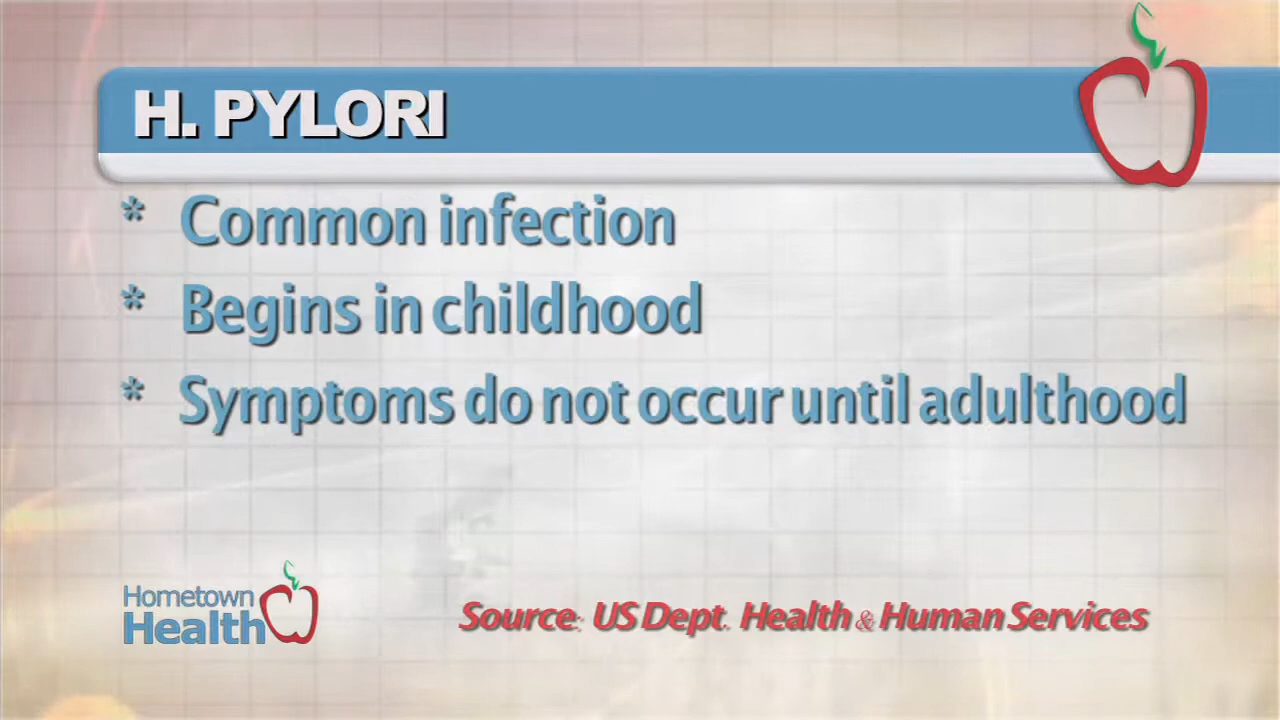 H. PYLORI
* Common infection
* Begins in childhood
* Symptoms do not occur until adulthood
Hometown
Health
Source: US Dept. Health & Human Services